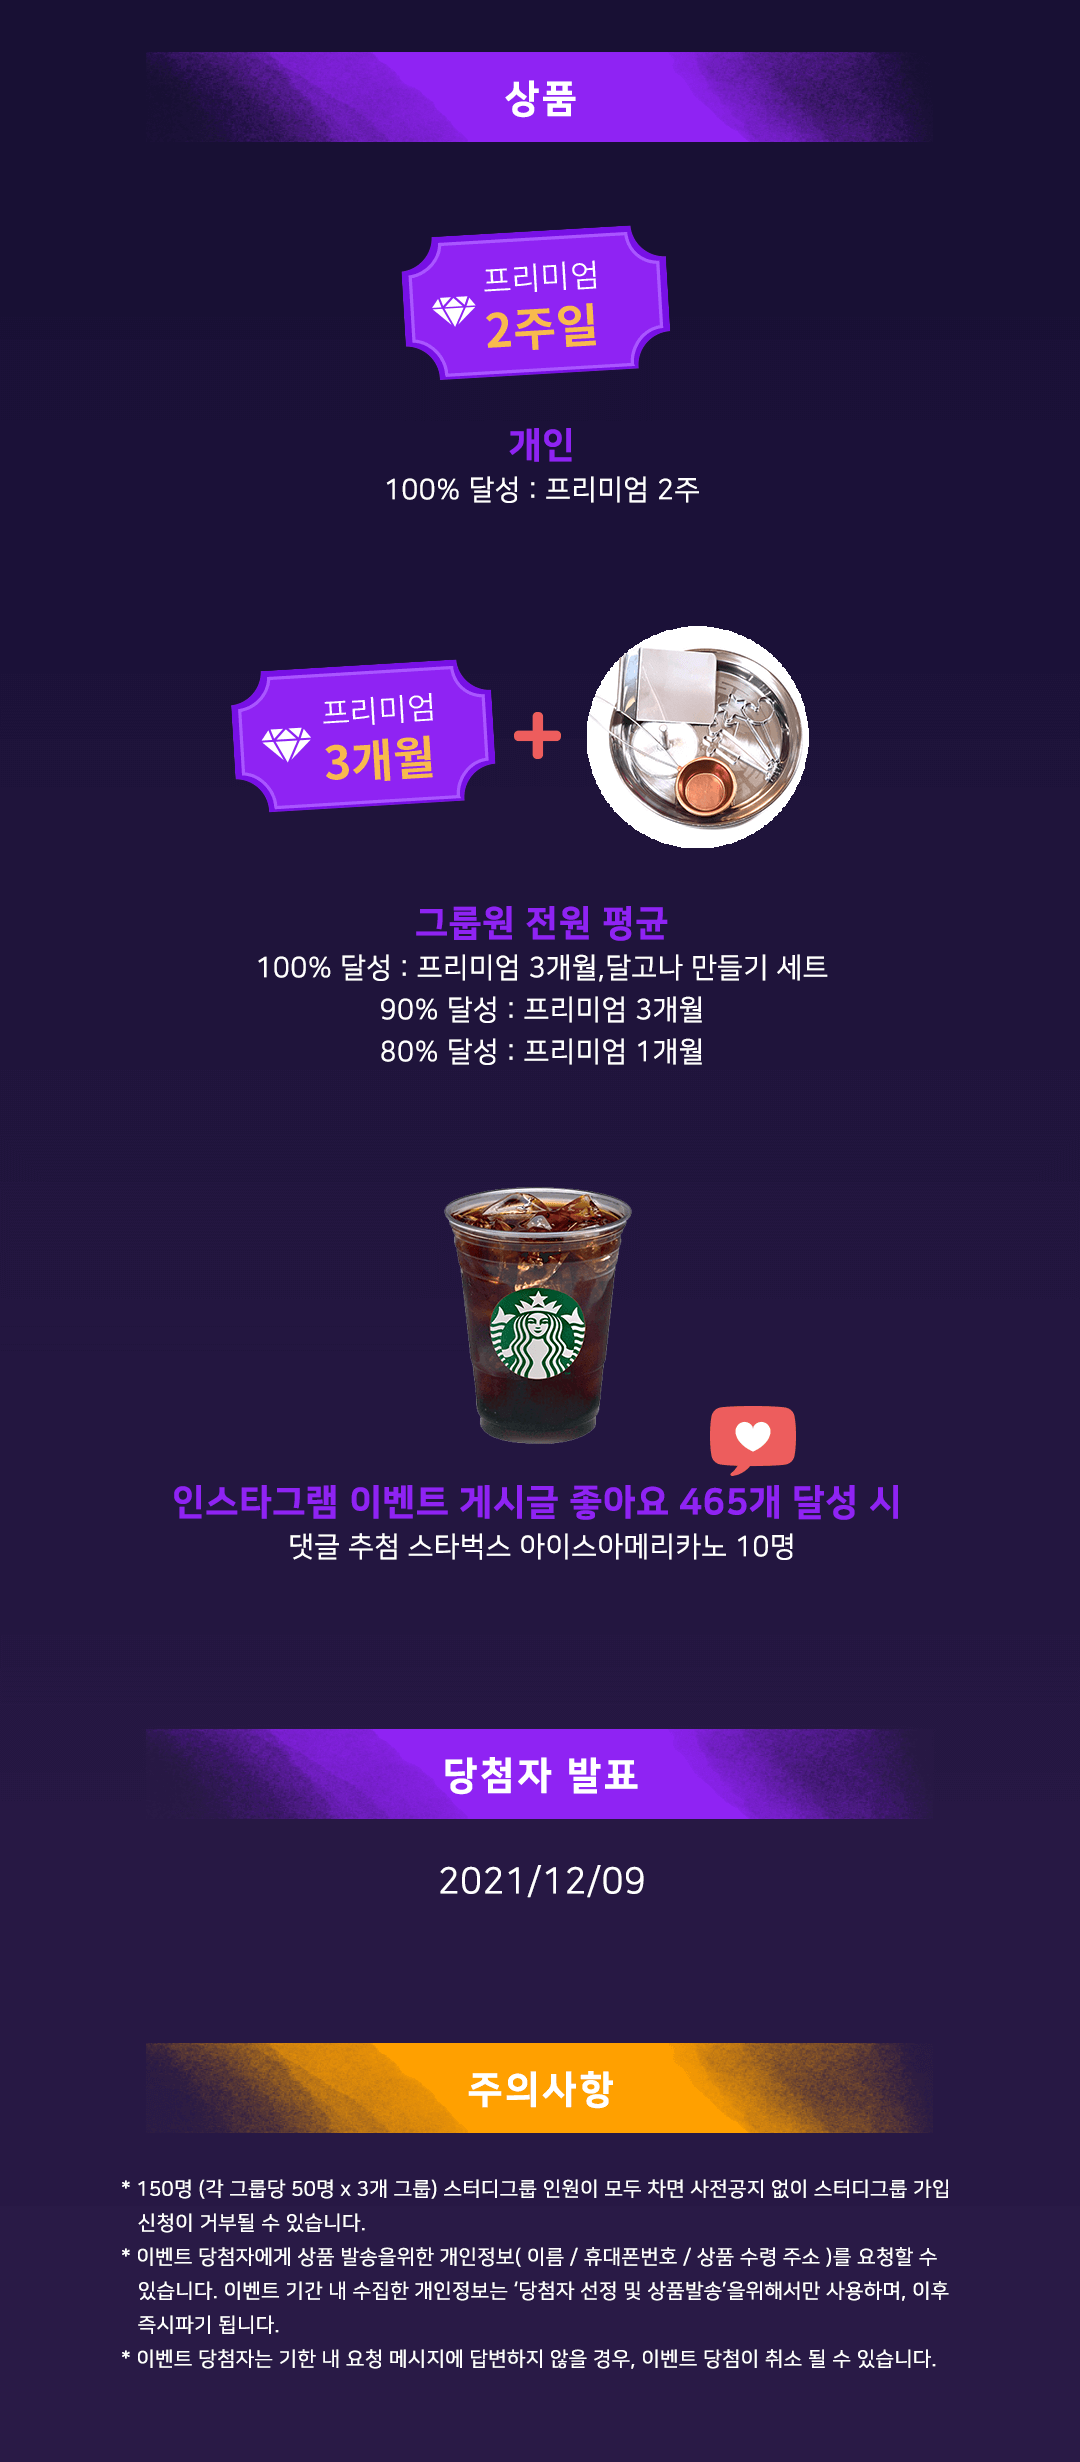 상품
프리미엄
2주일
개인
100% 달성 : 프리미엄 2주
프리미엄
3개월
그룹원 전원 평균
100% 달성 : 프리미엄 3개월,달고나 만들기 세트
90% 달성 : 프리미엄 3개월
80% 달성 : 프리미엄 1개월
인스타그램 이벤트 게시글 좋아요 465개 달성 시
댓글 추첨 스타벅스 아이스아메리카노 10명
당첨자 발표
2021/12/09
주의사항
* 150명 (각 그룹당 50명 x 3개 그룹) 스터디그룹 인원이 모두 차면 사전공지 없이 스터디그룹 가입
신청이 거부될 수 있습니다.
* 이벤트 당첨자에게 상품 발송을위한 개인정보( 이름 / 휴대폰번호 / 상품 수령 주소 )를 요청할 수
있습니다. 이벤트 기간 내 수집한 개인정보는 ‘당첨자 선정 및 상품발송’을위해서만 사용하며, 이후
즉시파기 됩니다.
* 이벤트 당첨자는 기한 내 요청 메시지에 답변하지 않을 경우, 이벤트 당첨이 취소 될 수 있습니다.